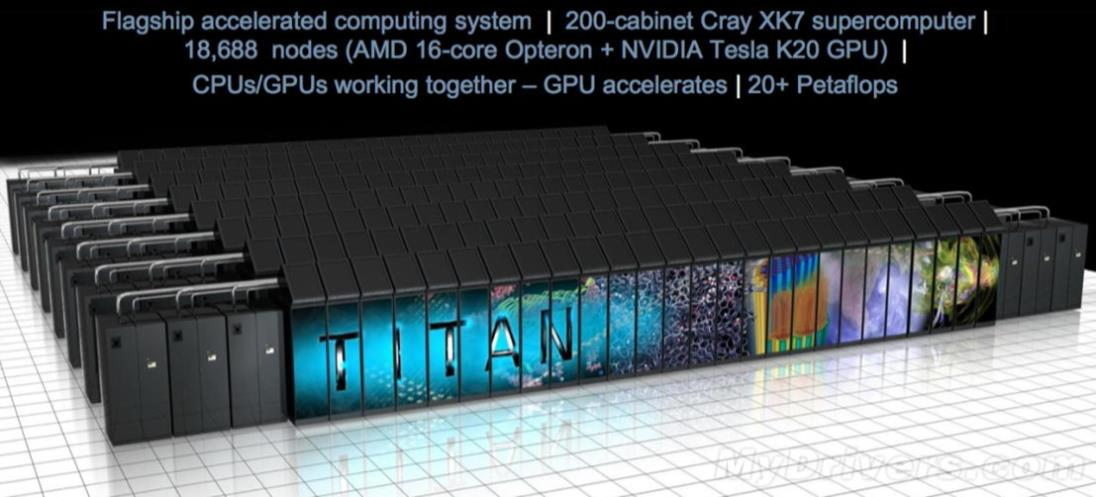 Flagship accelerated computing system | 200-cabinet Cray XK7 supercomputer |
18,688 nodes (AMD 16-core Opteron + NVIDIA Tesla K20 GPU) |
CPUs/GPUs working together – GPU accelerates | 20+ Petaflops
TITAN
MyDrivers.com